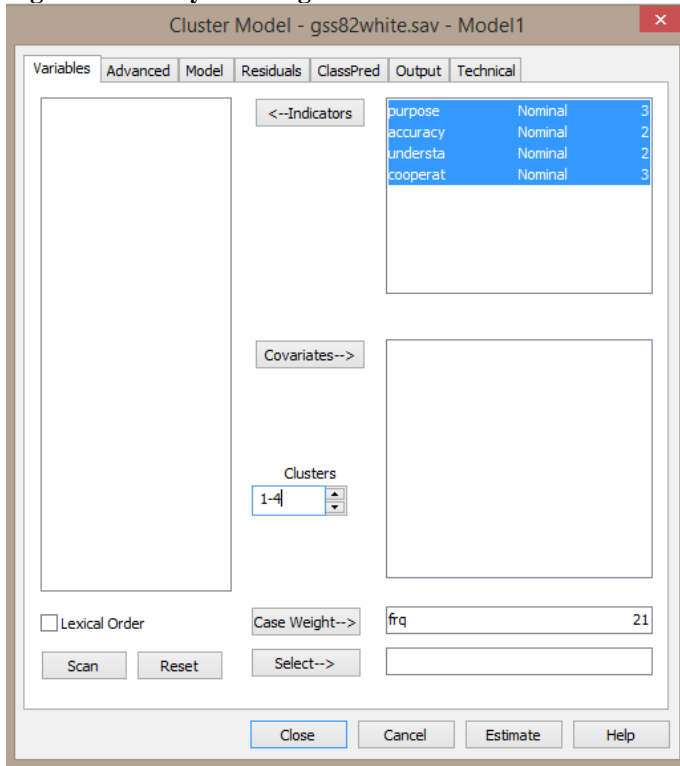 Cluster Model - gss82white.sav - Model1
Variables Advanced Model Residuals ClassPred Output Technical
<--Indicators
purpose Nominal 3
accuracy Nominal 2
understa Nominal 2
cooperat Nominal 3
Covariates-->
Clusters
1-4
Lexical Order
Case Weight-->
frq 21
Scan Reset Select-->
Close Cancel Estimate Help